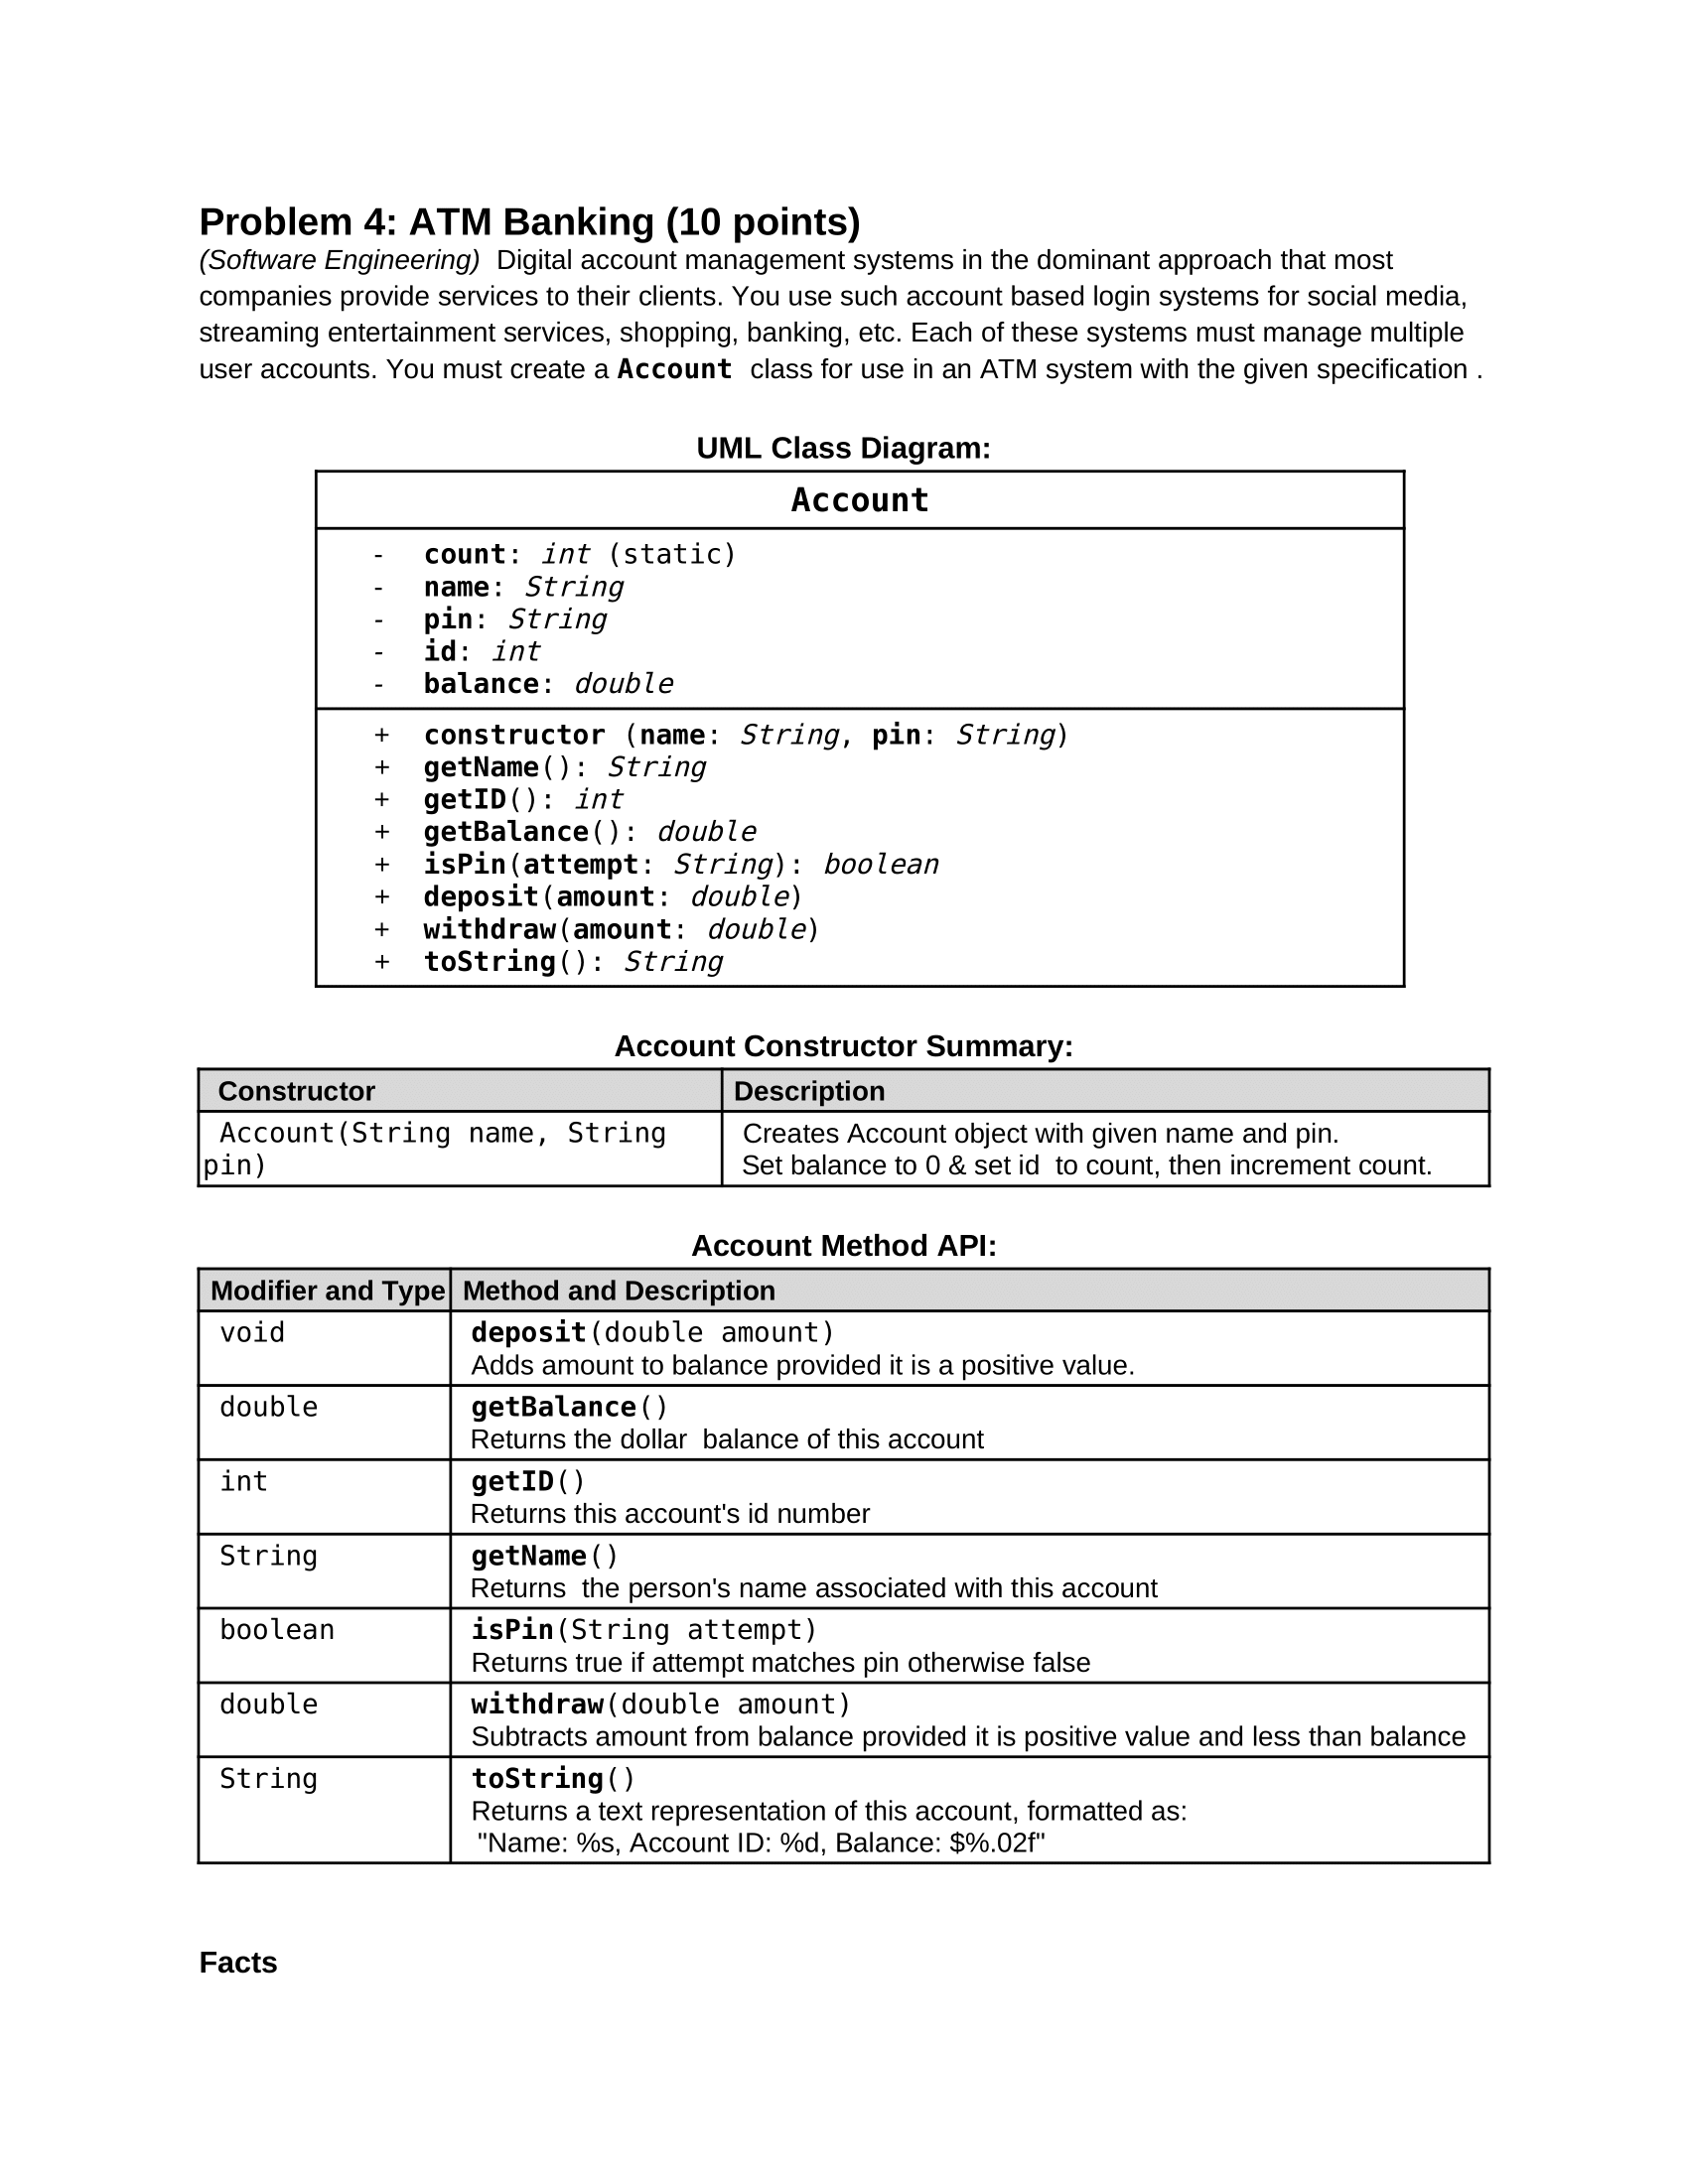 Problem 4: ATM Banking (10 points)
(Software Engineering)  Digital account management systems in the dominant approach that most
companies provide services to their clients. You use such account based login systems for social media,
streaming entertainment services, shopping, banking, etc. Each of these systems must manage multiple
user accounts. You must create a Account  class for use in an ATM system with the given specification .
UML Class Diagram:
Account
- count: int (static)
- name: String
- pin: String
- id: int
- balance: double
+ constructor (name: String, pin: String)
+ getName(): String
+ getID(): int
+ getBalance(): double
+ isPin(attempt: String): boolean
+ deposit(amount: double)
+ withdraw(amount: double)
+ toString(): String
Account Constructor Summary:
Constructor Description
Account(String name, String
pin)
Creates Account object with given name and pin.
Set balance to 0 & set id  to count, then increment count.
Account Method API:
Modifier and Type Method and Description
void deposit(double amount)
Adds amount to balance provided it is a positive value.
double getBalance()
Returns the dollar  balance of this account
int getID()
Returns this account's id number
String getName()
Returns  the person's name associated with this account
boolean isPin(String attempt)
Returns true if attempt matches pin otherwise false
double withdraw(double amount)
Subtracts amount from balance provided it is positive value and less than balance
String toString()
Returns a text representation of this account, formatted as:
"Name: %s, Account ID: %d, Balance: $%.02f"
Facts